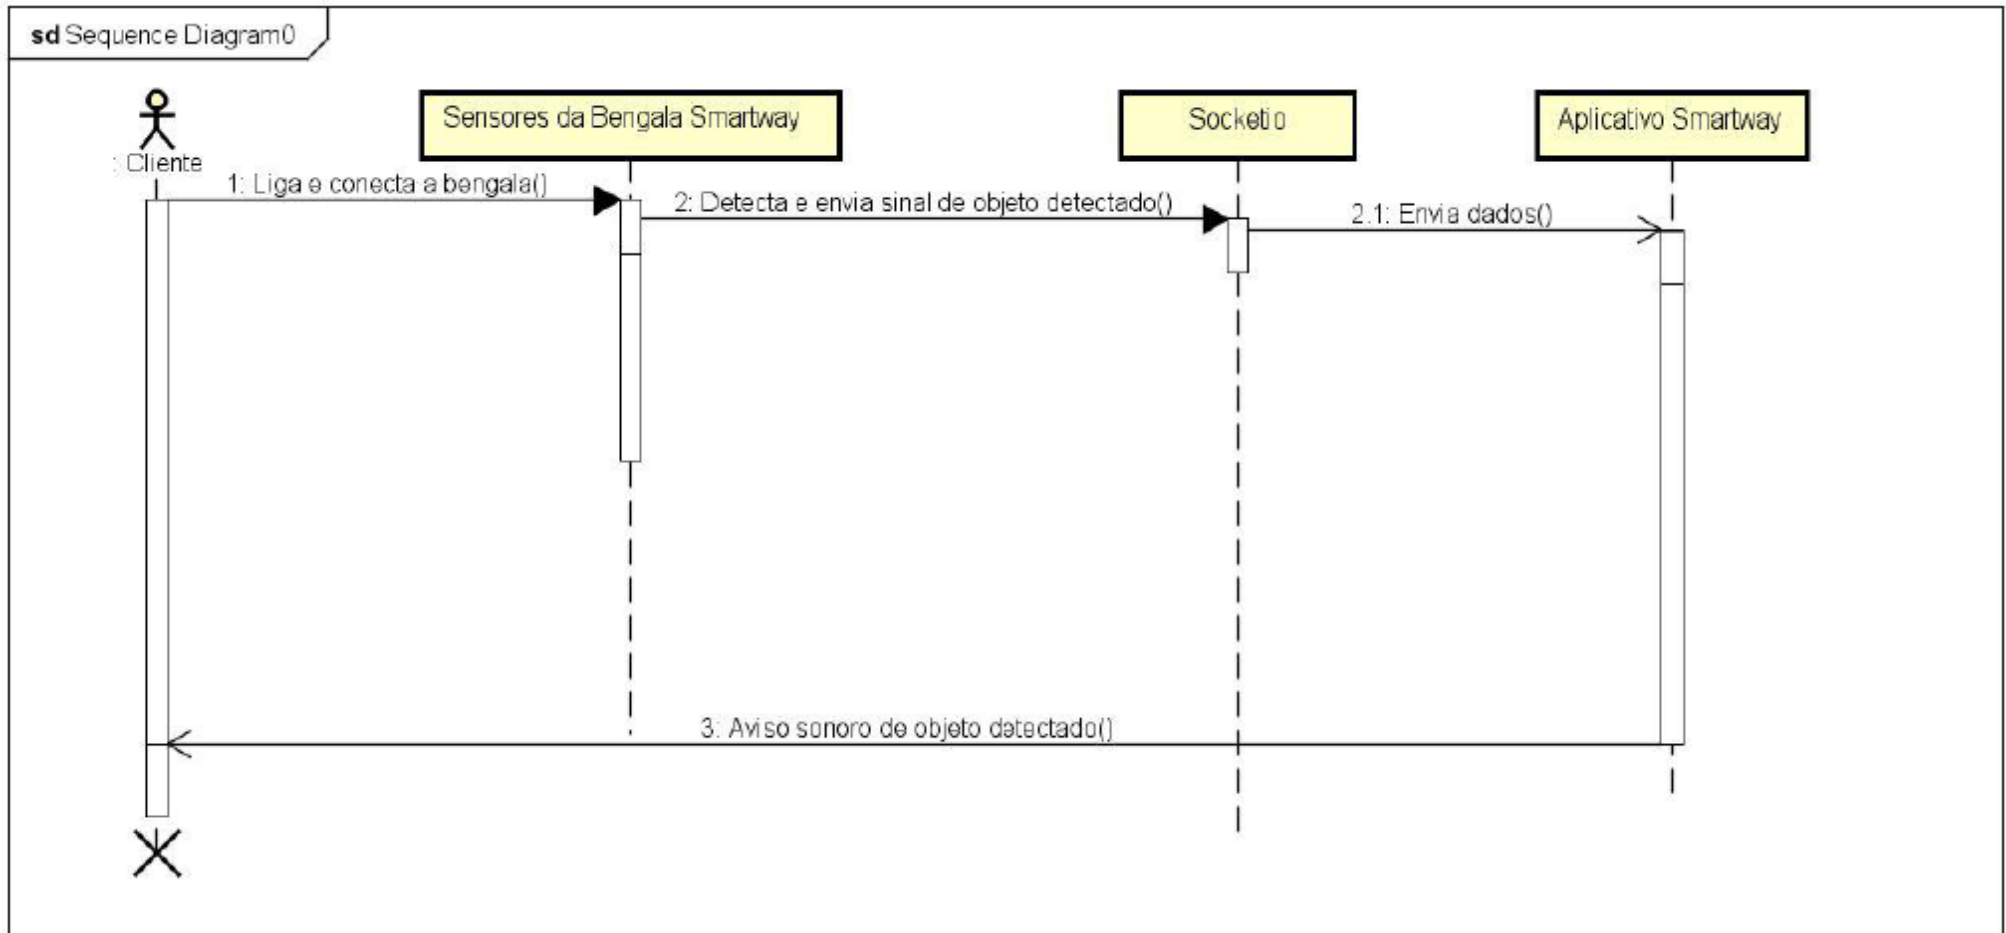 sd Sequence Diagram0
Sensores da Bengala Smartway
Socketio
Aplicativo Smartway
: Cliente
1: Liga e conecta a bengala()
2: Detecta e envia sinal de objeto detectado()
2.1: Envia dados()
3: Aviso sonoro de objeto detectado()